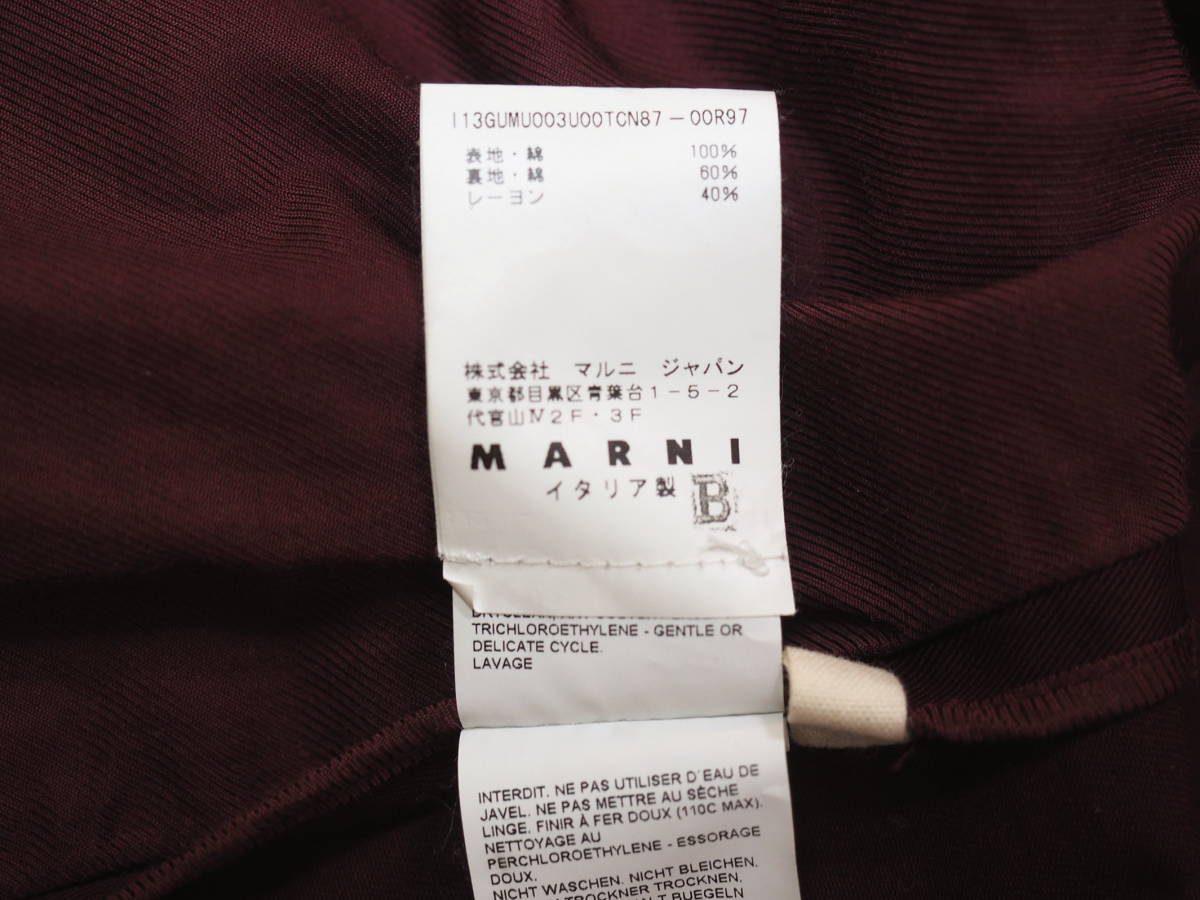 I13GUMU003U00TCN87-00R97
表地・綿 100%
裏地・綿 60%
レーヨン 40%
株式会社 マルニ ジャパン
東京都目黒区青葉台1-5-2
代官山Ⅳ2F・3F
MARNI
イタリア製 B
TRICHLOROETHYLENE - GENTLE OR
DELICATE CYCLE.
LAVAGE
INTERDIT. NE PAS UTILISER D'EAU DE
JAVEL. NE PAS METTRE AU SÈCHE
LINGE. FINIR À FER DOUX (110C MAX).
NETTOYAGE AU
PERCHLOROETHYLENE - ESSORAGE
DOUX.
NICHT WASCHEN. NICHT BLEICHEN.
TROCKNER TROCKNEN.
BUEGELN